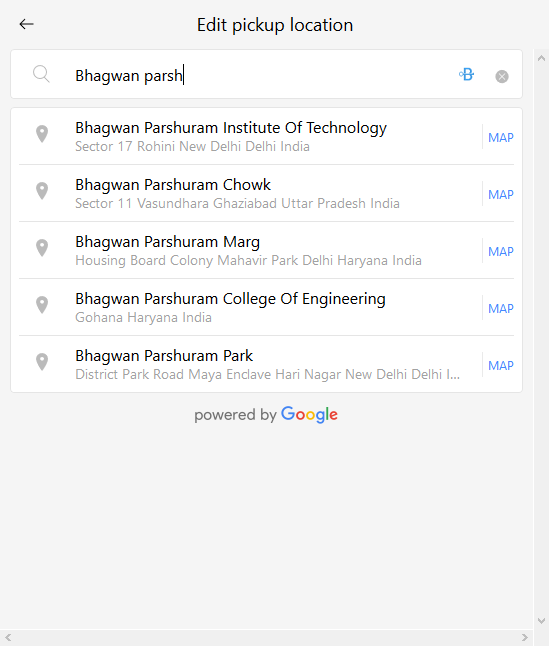 Edit pickup location
Bhagwan parsh
Bhagwan Parshuram Institute Of Technology
Sector 17 Rohini New Delhi Delhi India
MAP
Bhagwan Parshuram Chowk
Sector 11 Vasundhara Ghaziabad Uttar Pradesh India
MAP
Bhagwan Parshuram Marg
Housing Board Colony Mahavir Park Delhi Haryana India
MAP
Bhagwan Parshuram College Of Engineering
Gohana Haryana India
MAP
Bhagwan Parshuram Park
District Park Road Maya Enclave Hari Nagar New Delhi Delhi I...
MAP
powered by Google